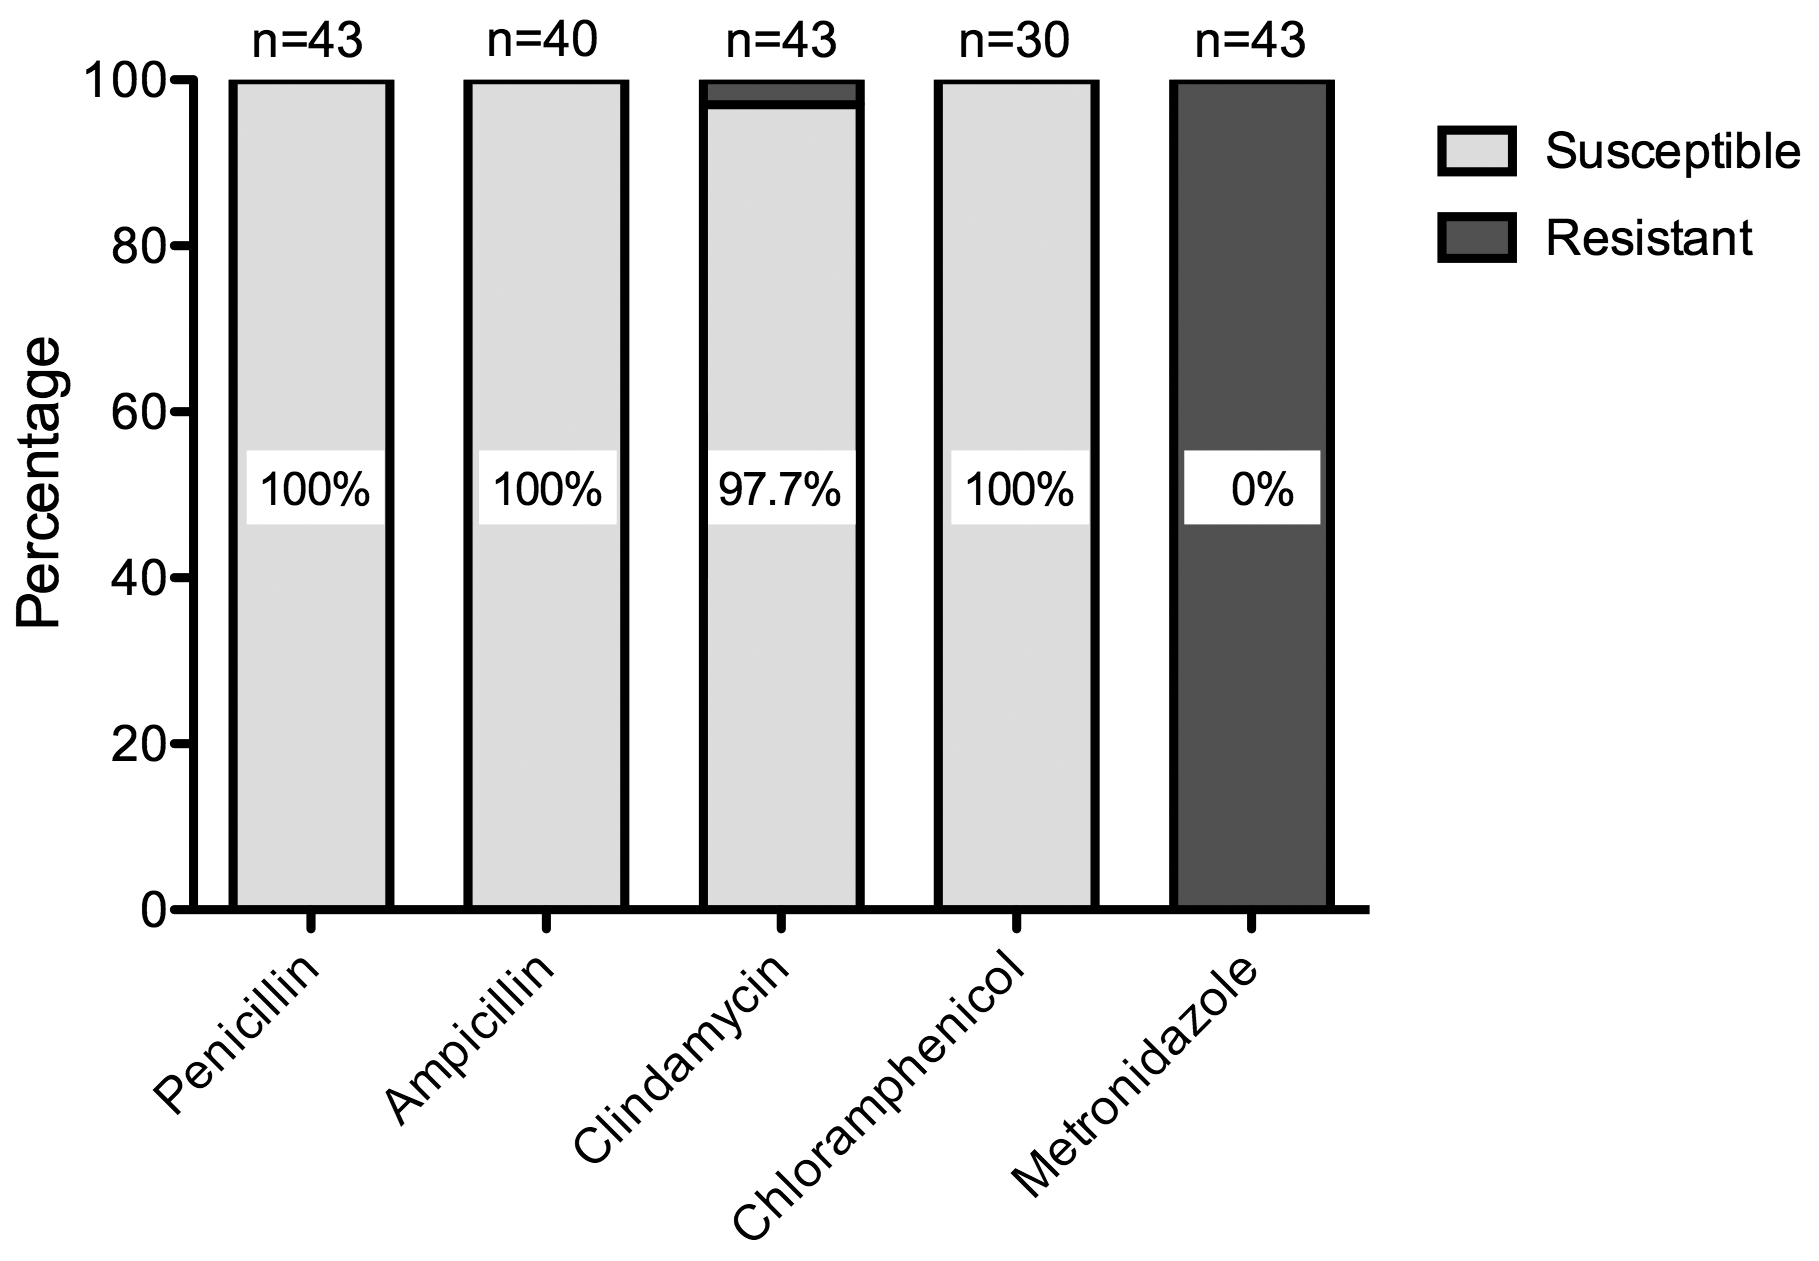 n=43 n=40 n=43 n=30 n=43
100
80
60
40
20
0
Percentage
100% 100% 97.7% 100% 0%
Penicillin
Ampicillin
Clindamycin
Chloramphenicol
Metronidazole
Susceptible
Resistant